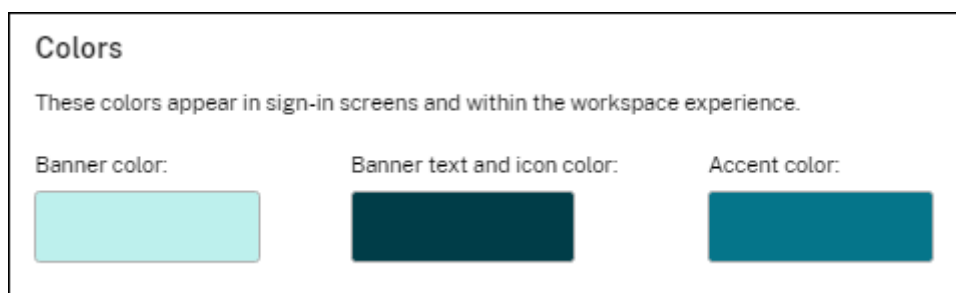 Colors
These colors appear in sign-in screens and within the workspace experience.
Banner color:
Banner text and icon color:
Accent color: